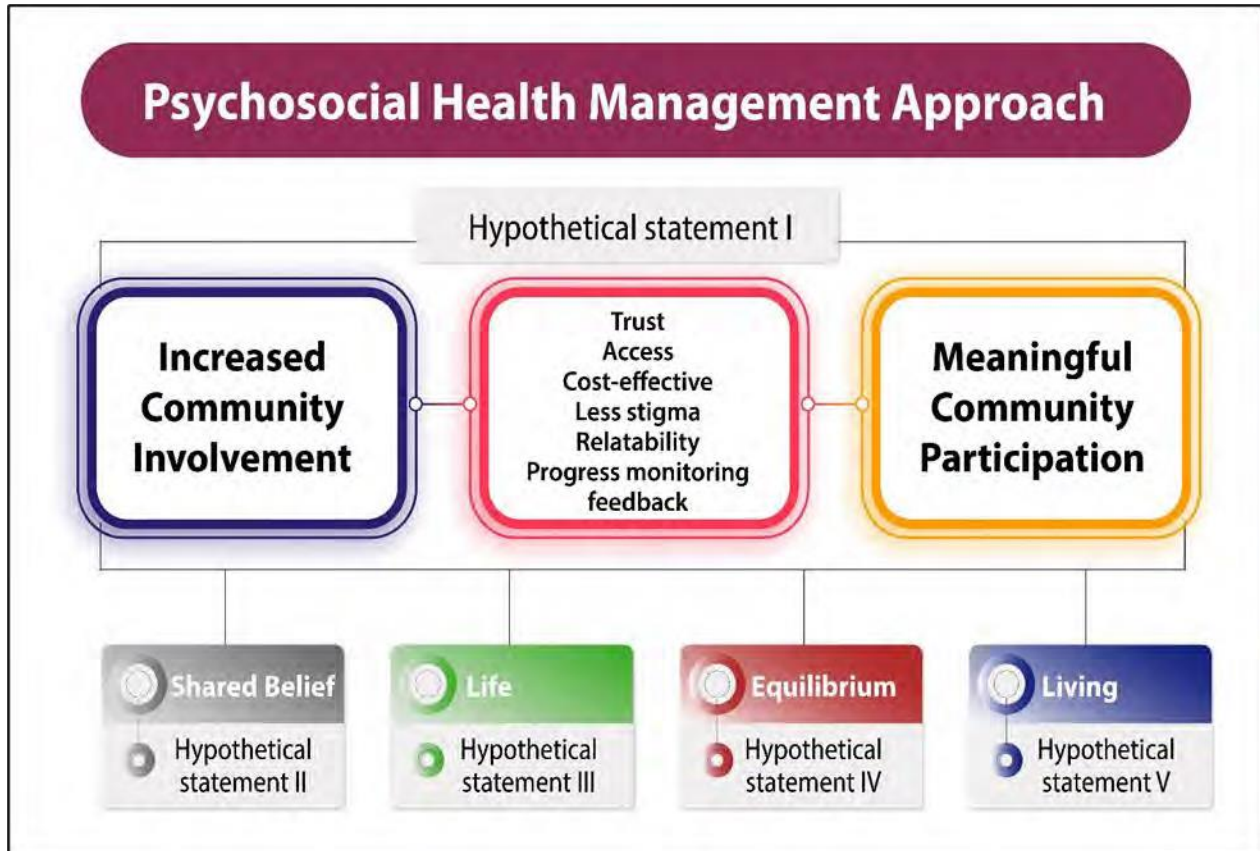 Psychosocial Health Management Approach
Hypothetical statement I
Increased
Community
Involvement
Trust
Access
Cost-effective
Less stigma
Relatability
Progress monitoring
feedback
Meaningful
Community
Participation
Shared Belief
Hypothetical
statement II
Life
Hypothetical
statement III
Equilibrium
Hypothetical
statement IV
Living
Hypothetical
statement V